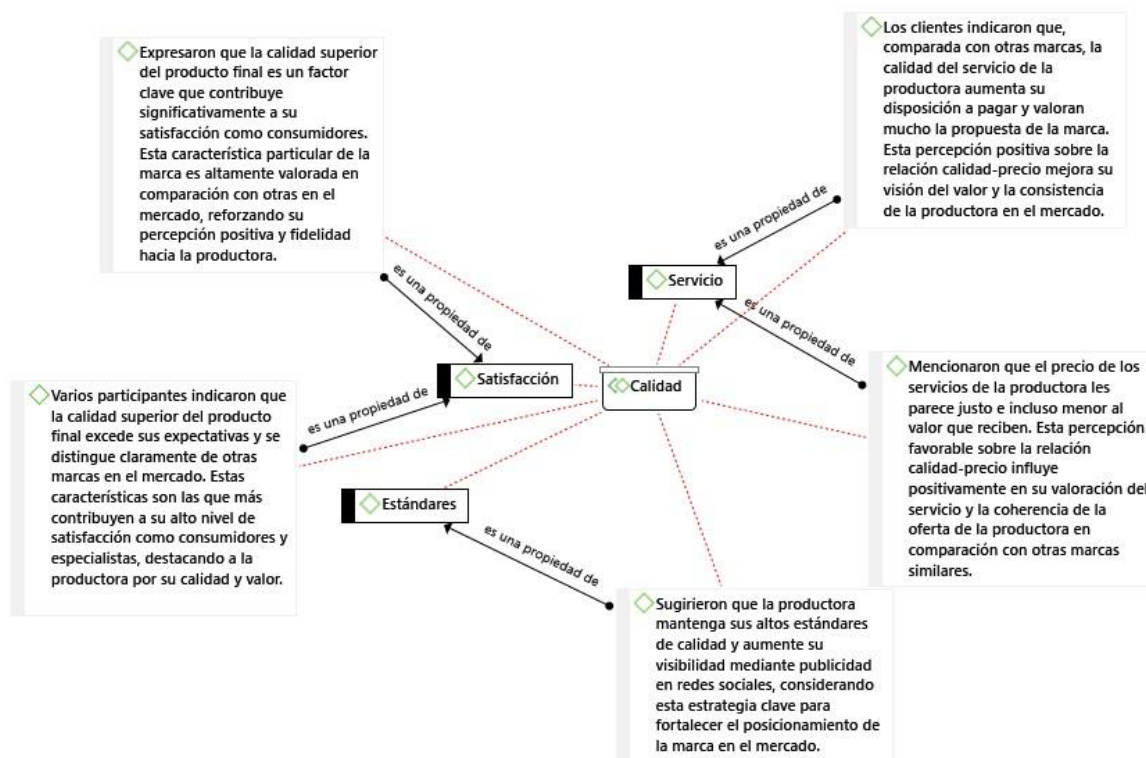 Expresaron que la calidad superior
del producto final es un factor
clave que contribuye
significativamente a su
satisfacción como consumidores.
Esta característica particular de la
marca es altamente valorada en
comparación con otras en el
mercado, reforzando su
percepción positiva y fidelidad
hacia la productora.
Los clientes indicaron que,
comparada con otras marcas, la
calidad del servicio de la
productora aumenta su
disposición a pagar y valoran
mucho la propuesta de la marca.
Esta percepción positiva sobre la
relación calidad-precio mejora su
visión del valor y la consistencia
de la productora en el mercado.
es una propiedad de
es una propiedad de
Servicio
es una propiedad de
Satisfacción
Calidad
es una propiedad de
Varios participantes indicaron que
la calidad superior del producto
final excede sus expectativas y se
distingue claramente de otras
marcas en el mercado. Estas
características son las que más
contribuyen a su alto nivel de
satisfacción como consumidores y
especialistas, destacando a la
productora por su calidad y valor.
Mencionaron que el precio de los
servicios de la productora les
parece justo e incluso menor al
valor que reciben. Esta percepción
favorable sobre la relación
calidad-precio influye
positivamente en su valoración del
servicio y la coherencia de la
oferta de la productora en
comparación con otras marcas
similares.
Estándares
es una propiedad de
Sugirieron que la productora
mantenga sus altos estándares
de calidad y aumente su
visibilidad mediante publicidad
en redes sociales, considerando
esta estrategia clave para
fortalecer el posicionamiento de
la marca en el mercado.